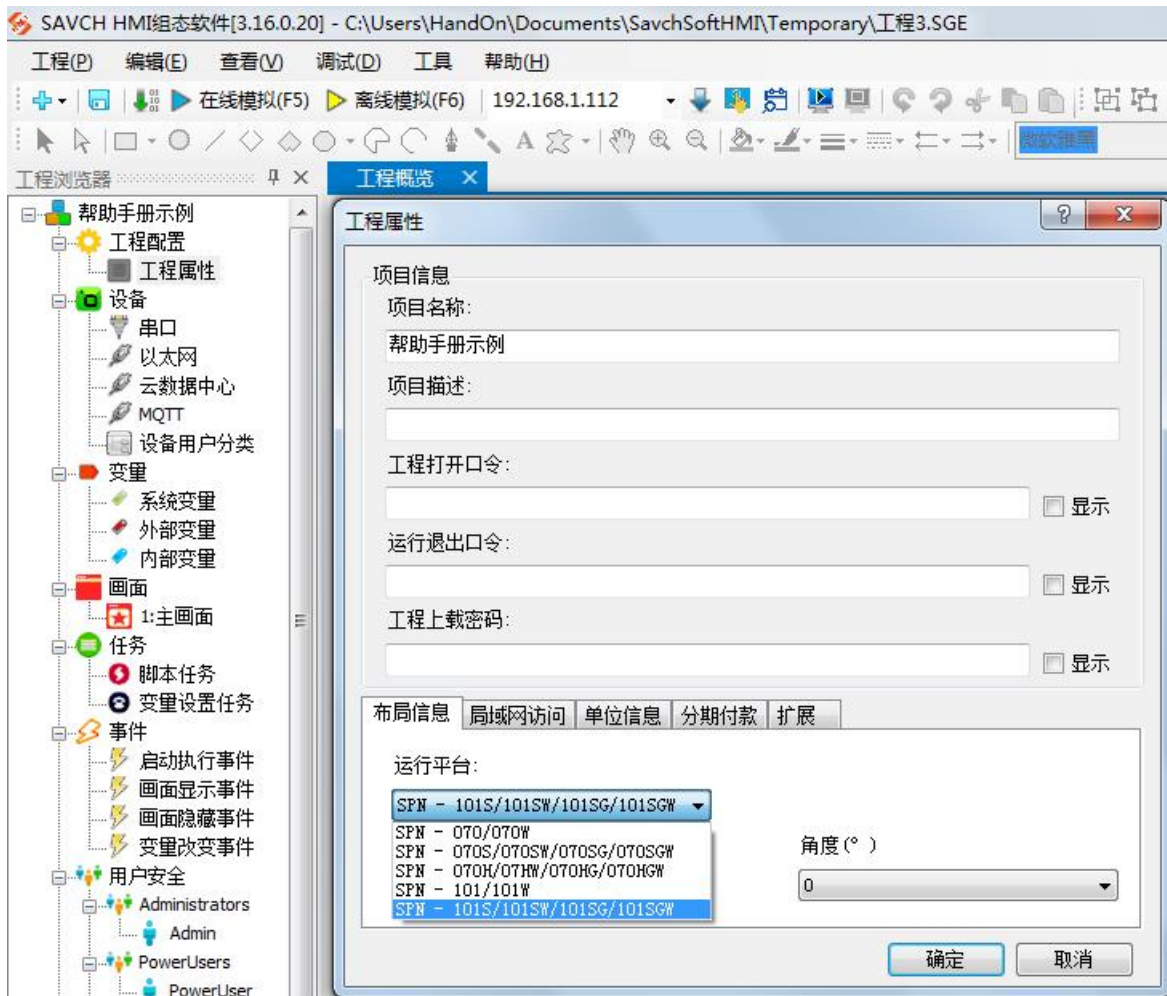 SAVCH HMI组态软件[3.16.0.20] - C:\Users\HandOn\Documents\SavchSoftHMI\Temporary\工程3.SGE
工程(P) 编辑(E) 查看(V) 调试(D) 工具 帮助(H)
在线模拟(F5) 离线模拟(F6) 192.168.1.112
微软雅黑
工程浏览器
工程概览
帮助手册示例
工程配置
工程属性
设备
串口
以太网
云数据中心
MQTT
设备用户分类
变量
系统变量
外部变量
内部变量
画面
1:主画面
任务
脚本任务
变量设置任务
事件
启动执行事件
画面显示事件
画面隐藏事件
变量改变事件
用户安全
Administrators
Admin
PowerUsers
PowerUser
工程属性
项目信息
项目名称:
帮助手册示例
项目描述:
工程打开口令:
显示
运行退出口令:
显示
工程上载密码:
显示
布局信息 局域网访问 单位信息 分期付款 扩展
运行平台:
SPN - 101S/101SW/101SG/101SGW
SPN - 070/070W
SPN - 070S/070SW/070SG/070SGW
SPN - 070H/07HW/070HG/070HGW
SPN - 101/101W
SPN - 101S/101SW/101SG/101SGW
角度(° )
0
确定 取消